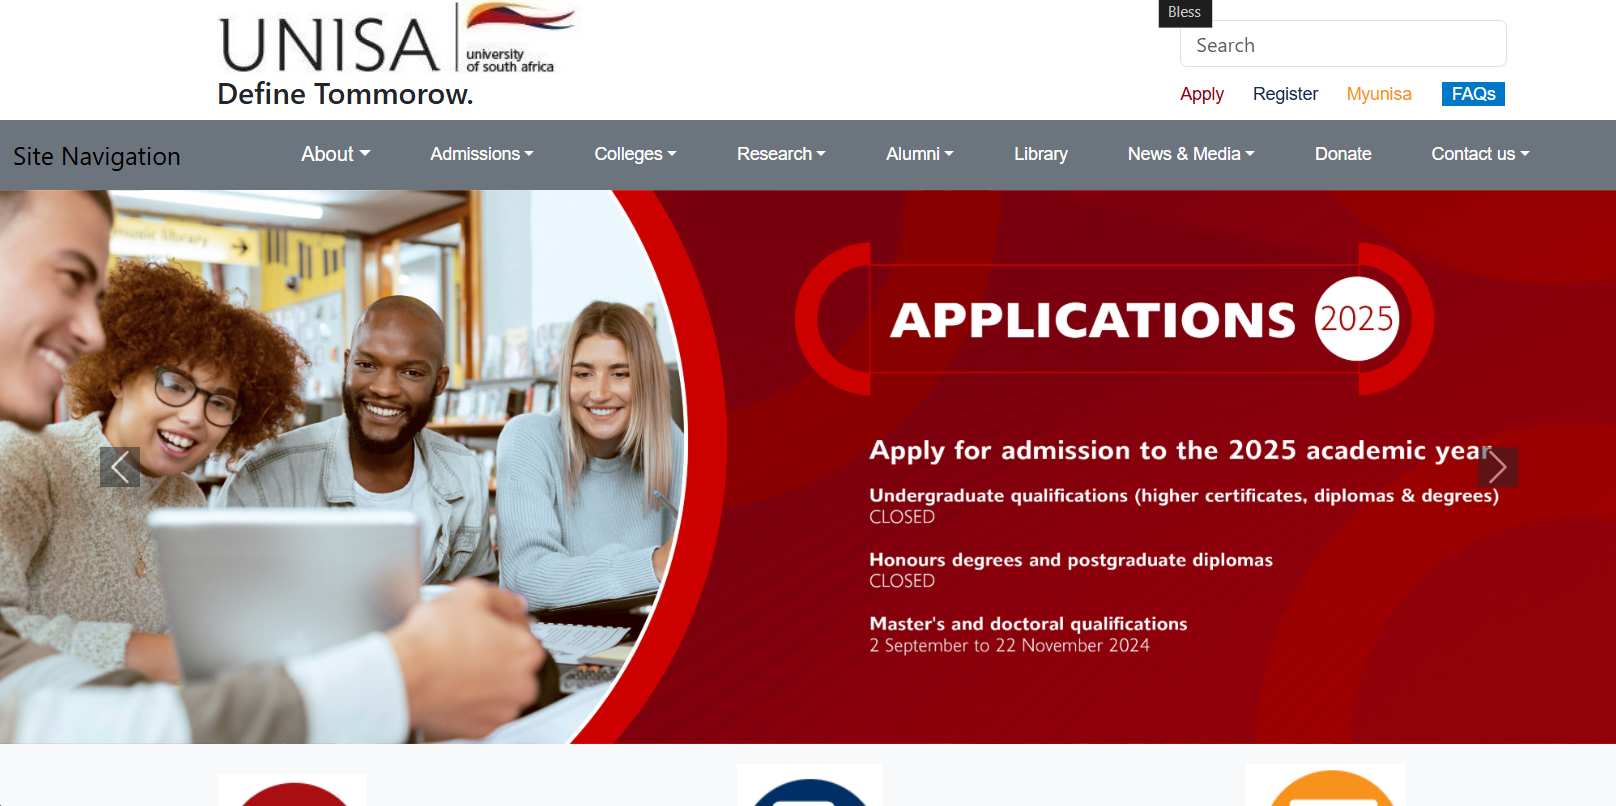 Bless
UNISA
university
of south africa
Define Tommorow.
Search
Apply Register Myunisa FAQs
Site Navigation About Admissions Colleges Research Alumni Library News & Media Donate Contact us
music library
APPLICATIONS 2025
Apply for admission to the 2025 academic year
Undergraduate qualifications (higher certificates, diplomas & degrees)
CLOSED
Honours degrees and postgraduate diplomas
CLOSED
Master's and doctoral qualifications
2 September to 22 November 2024